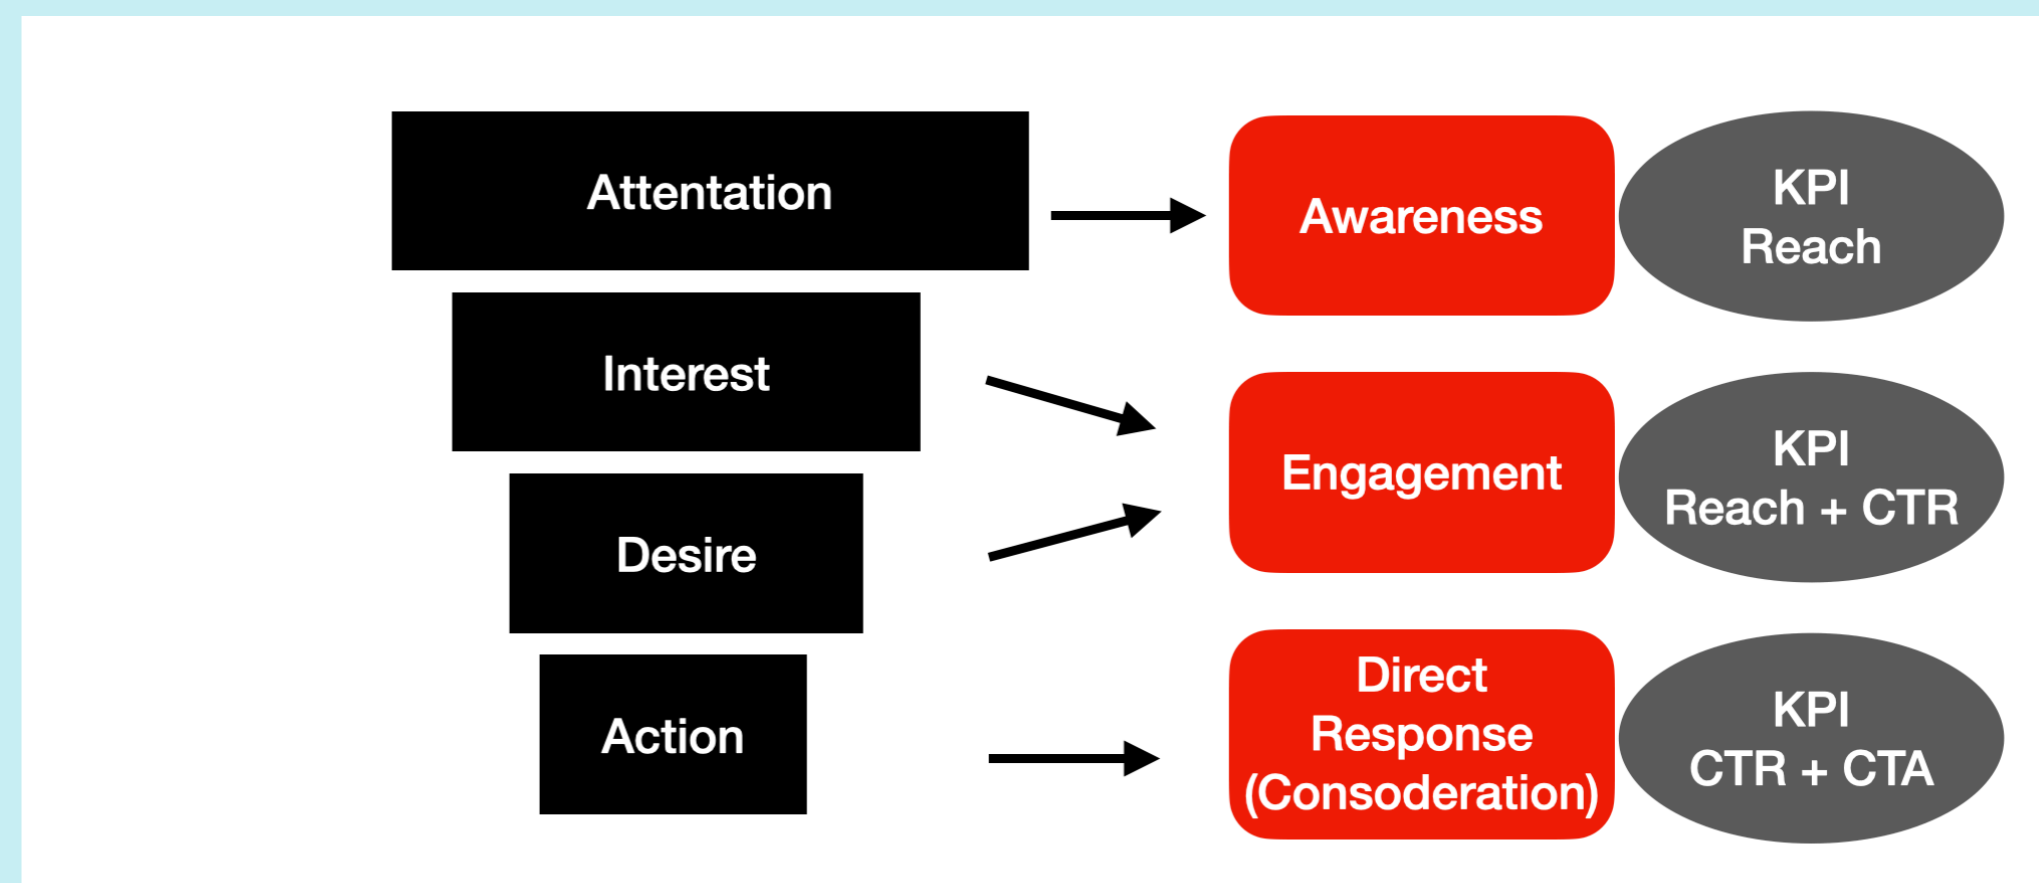 Attentation
Awareness
KPI
Reach
Interest
Desire
Engagement
KPI
Reach + CTR
Action
Direct
Response
(Consoderation)
KPI
CTR + CTA